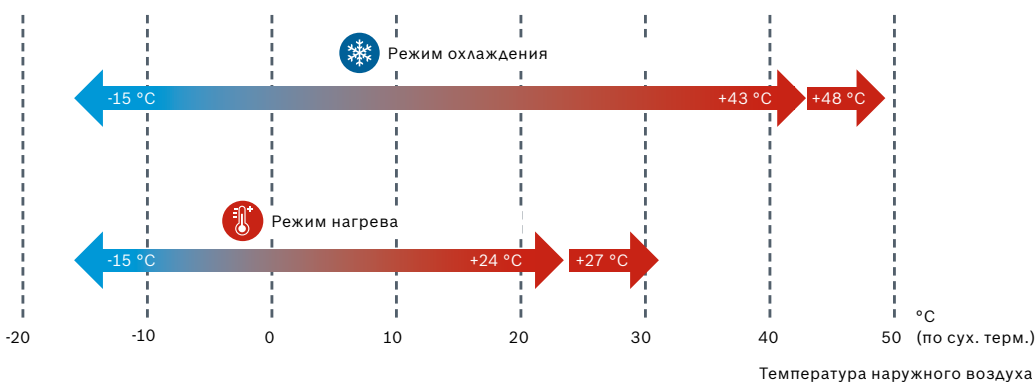 Режим охлаждения
-15 °C +43 °C +48 °C
Режим нагрева
-15 °C +24 °C +27 °C
-20 -10 0 10 20 30 40 50
°C
(по сух. терм.)
Температура наружного воздуха